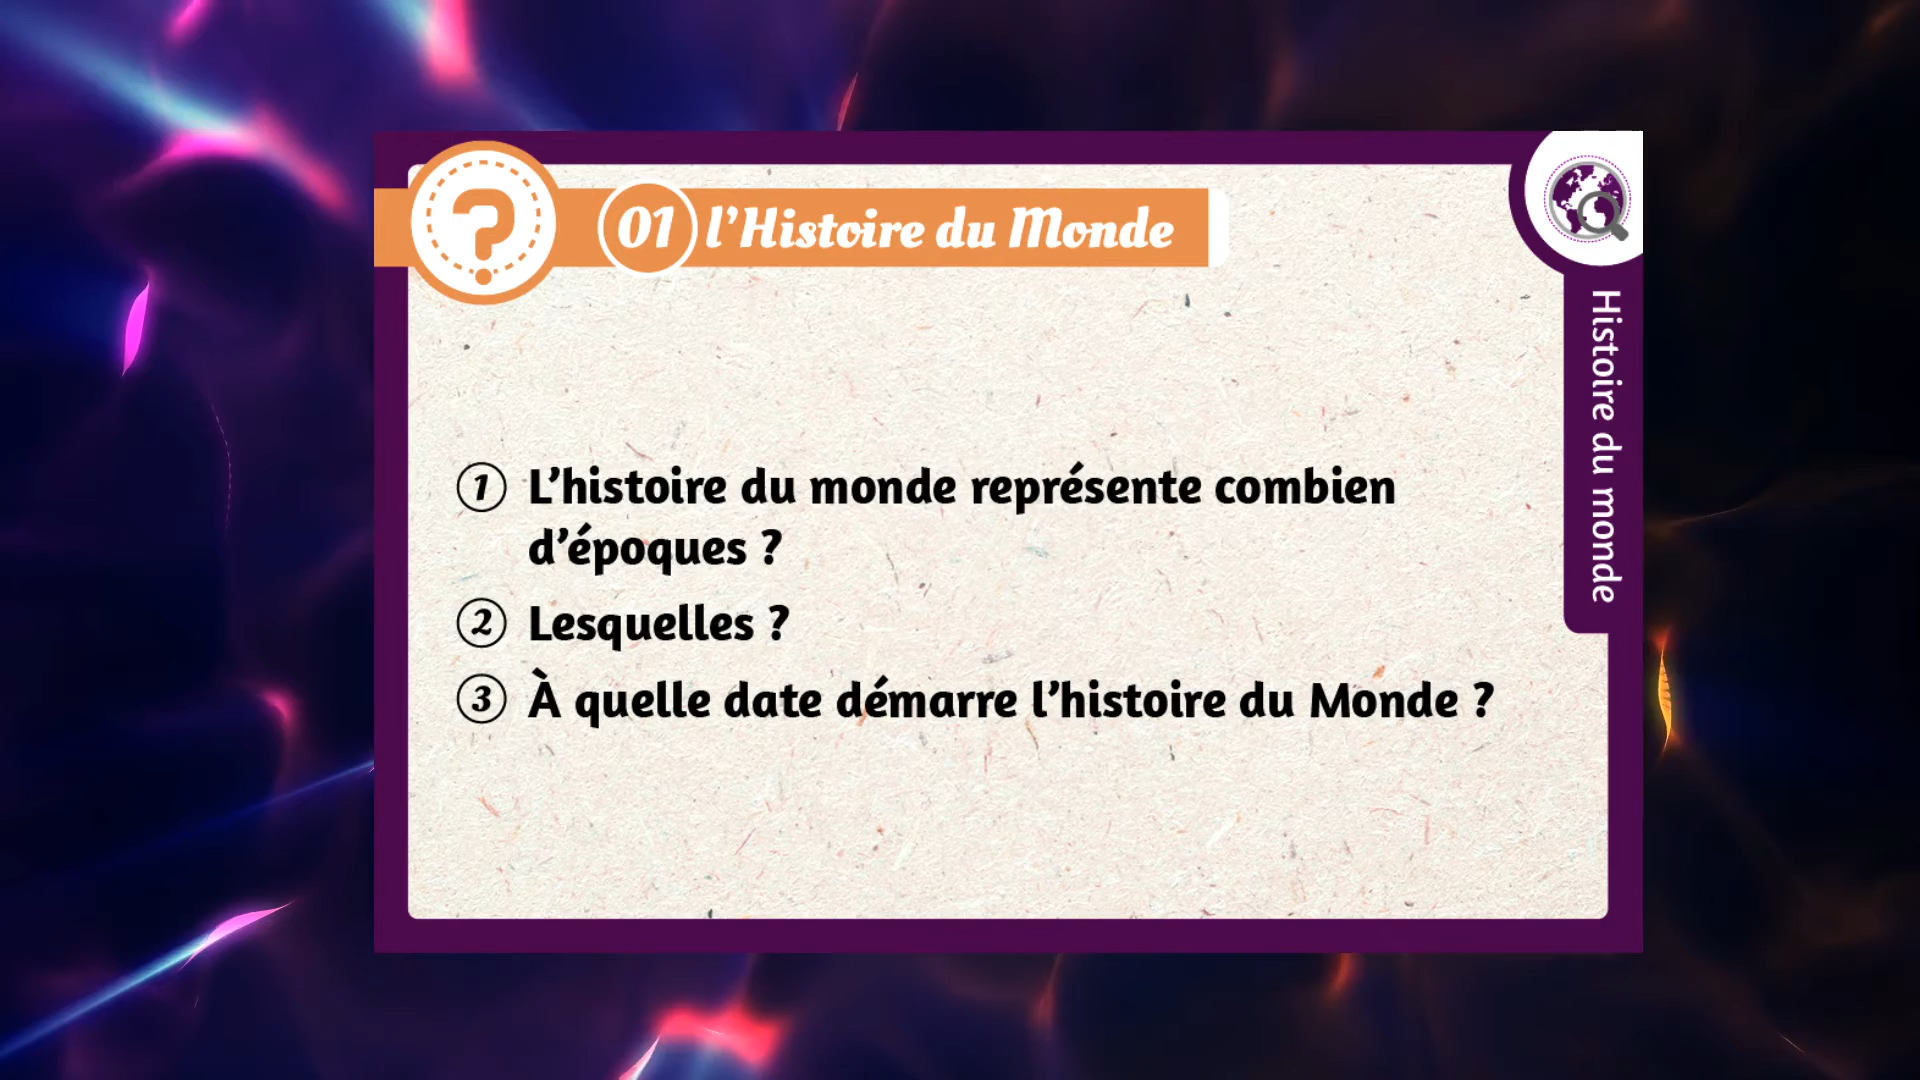 01 l’Histoire du Monde
Histoire du monde
1 L’histoire du monde représente combien
d’époques ?
2 Lesquelles ?
3 À quelle date démarre l’histoire du Monde ?